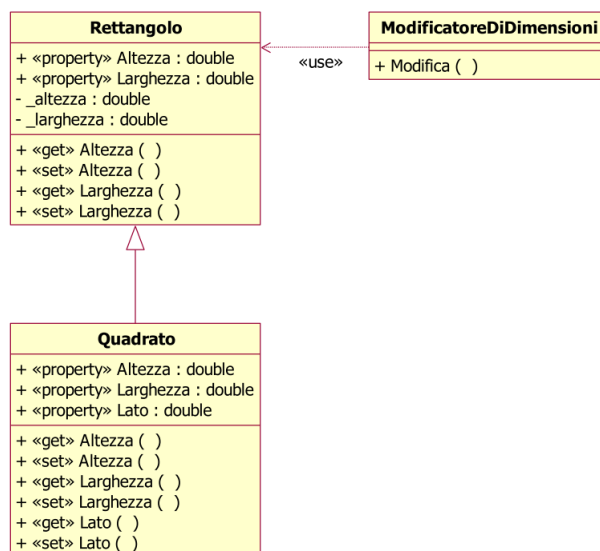 Rettangolo
+ «property» Altezza : double
+ «property» Larghezza : double
- _altezza : double
- _larghezza : double
+ «get» Altezza ( )
+ «set» Altezza ( )
+ «get» Larghezza ( )
+ «set» Larghezza ( )
ModificatoreDiDimensioni
+ Modifica ( )
«use»
Quadrato
+ «property» Altezza : double
+ «property» Larghezza : double
+ «property» Lato : double
+ «get» Altezza ( )
+ «set» Altezza ( )
+ «get» Larghezza ( )
+ «set» Larghezza ( )
+ «get» Lato ( )
+ «set» Lato ( )